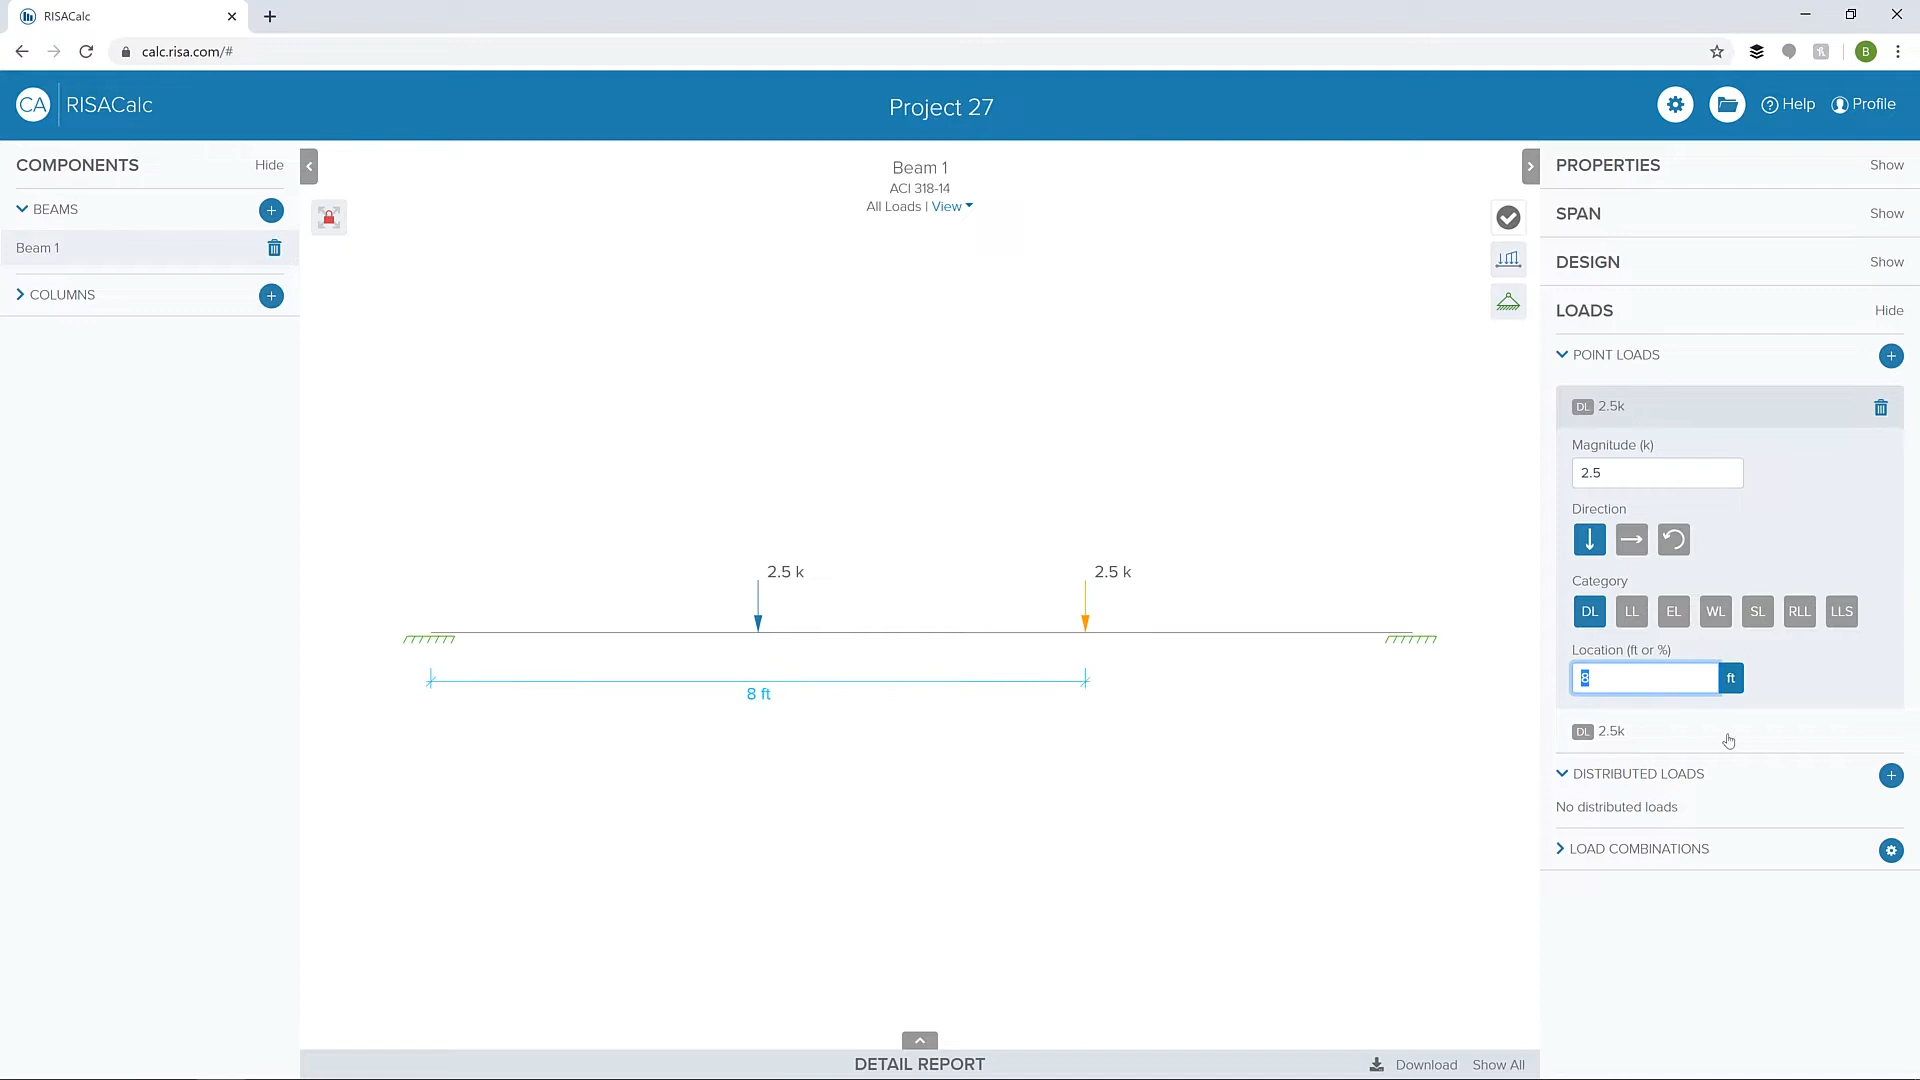 RISACalc
calc.risa.com/#
B
CA RISACalc
Project 27
Help
Profile
COMPONENTS Hide
BEAMS
Beam 1
COLUMNS
Beam 1
ACI 318-14
All Loads | View
2.5 k
2.5 k
8 ft
PROPERTIES Show
SPAN Show
DESIGN Show
LOADS Hide
POINT LOADS
DL 2.5k
Magnitude (k)
2.5
Direction
Category
DL LL EL WL SL RLL LLS
Location (ft or %)
8 ft
DL 2.5k
DISTRIBUTED LOADS
No distributed loads
LOAD COMBINATIONS
DETAIL REPORT
Download Show All